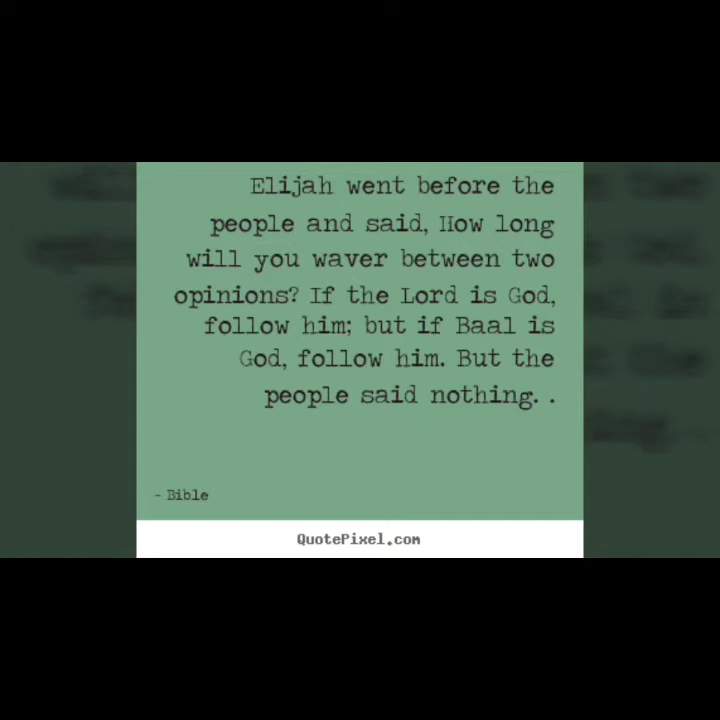 Elijah went before the
people and said, How long
will you waver between two
opinions? If the Lord is God,
follow him; but if Baal is
God, follow him. But the
people said nothing. .
- Bible
QuotePixel.com